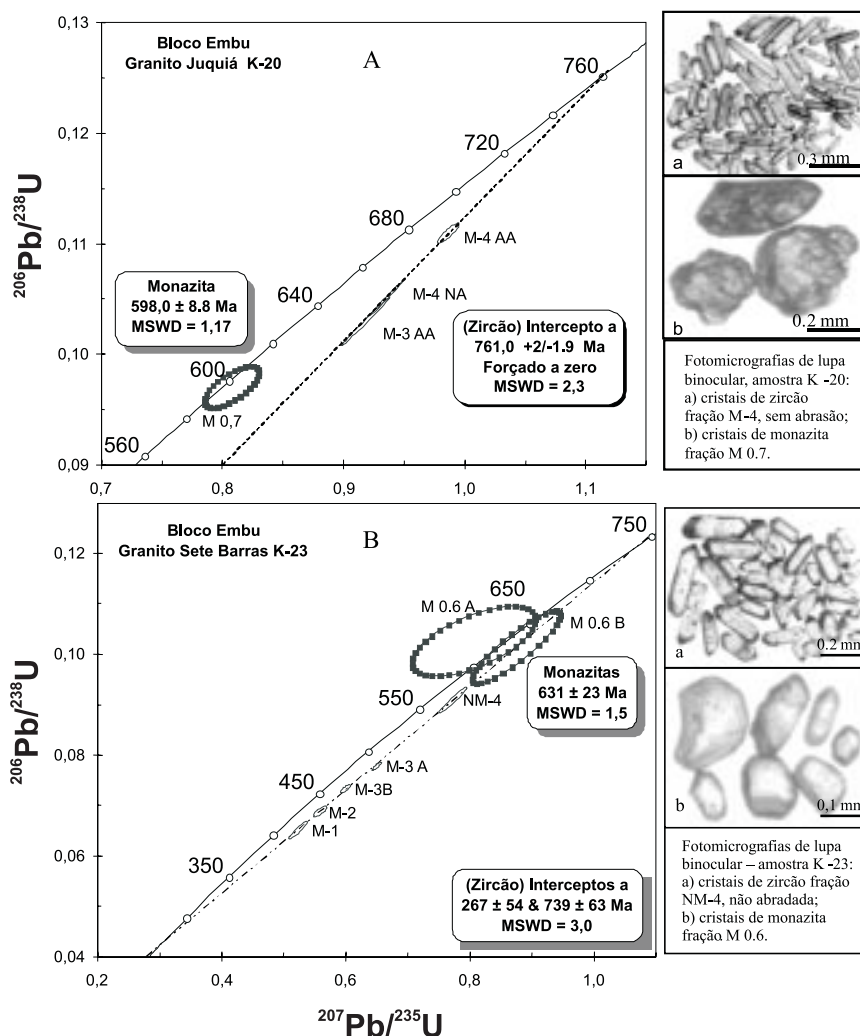 Bloco Embu
Granito Juquiá K-20
A
0,13
0,12
0,11
0,10
0,09
206Pb/238U
760
720
680
640
600
560
M-4 AA
M-4 NA
M-3 AA
M 0,7
Monazita
598,0 ± 8.8 Ma
MSWD = 1,17
(Zircão) Intercepto a
761,0 +2/-1.9 Ma
Forçado a zero
MSWD = 2,3
0,7
0,8
0,9
1,0
1,1
a
0.3 mm
b
0.2 mm
Fotomicrografias de lupa
binocular, amostra K -20:
a) cristais de zircão
fração M-4, sem abrasão;
b) cristais de monazita
fração M 0.7.
Bloco Embu
Granito Sete Barras K-23
B
0,12
0,10
0,08
0,06
0,04
206Pb/238U
750
650
550
450
350
M 0.6 A
M 0.6 B
NM-4
M-3 A
M-3B
M-2
M-1
Monazitas
631 ± 23 Ma
MSWD = 1,5
(Zircão) Interceptos a
267 ± 54 & 739 ± 63 Ma
MSWD = 3,0
0,2
0,4
0,6
0,8
1,0
207Pb/235U
a
0.2 mm
b
0,1 mm
Fotomicrografias de lupa
binocular – amostra K -23:
a) cristais de zircão fração
NM-4, não abradada;
b) cristais de monazita
fração M 0.6.